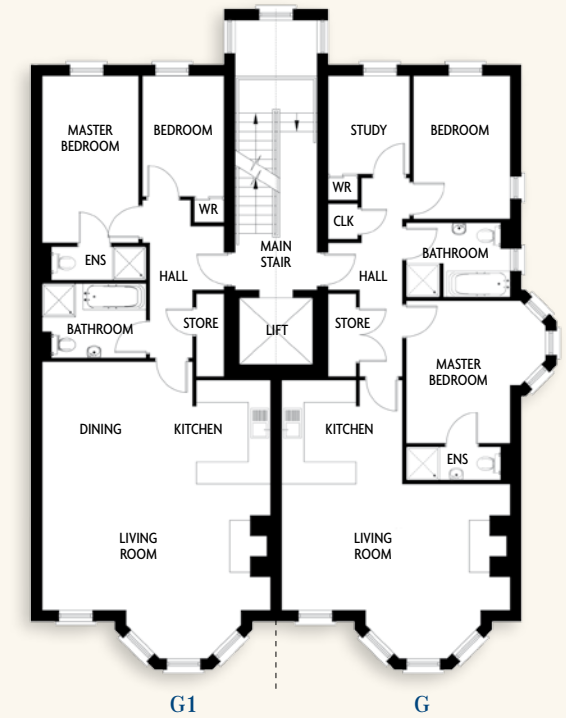 MASTER
BEDROOM
BEDROOM
STUDY
BEDROOM
WR
WR
CLK
ENS
MAIN
STAIR
BATHROOM
HALL
HALL
BATHROOM
STORE
LIFT
STORE
MASTER
BEDROOM
DINING
KITCHEN
KITCHEN
ENS
LIVING
ROOM
LIVING
ROOM
G1
G